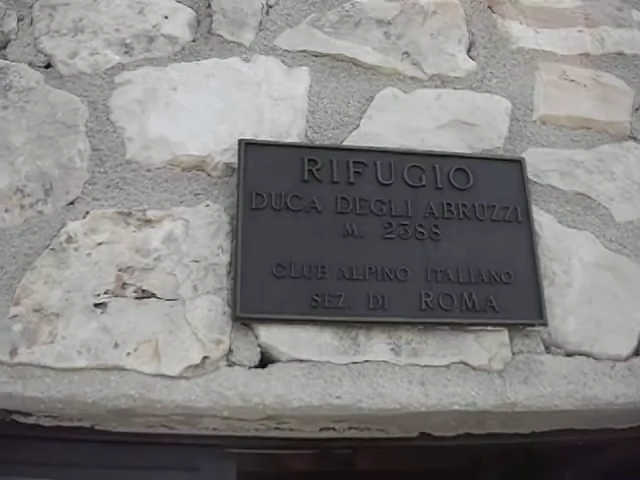 RIFUGIO
DUCA DEGLI ABRUZZI
M. 2388
CLUB ALPINO ITALIANO
SEZ. DI ROMA